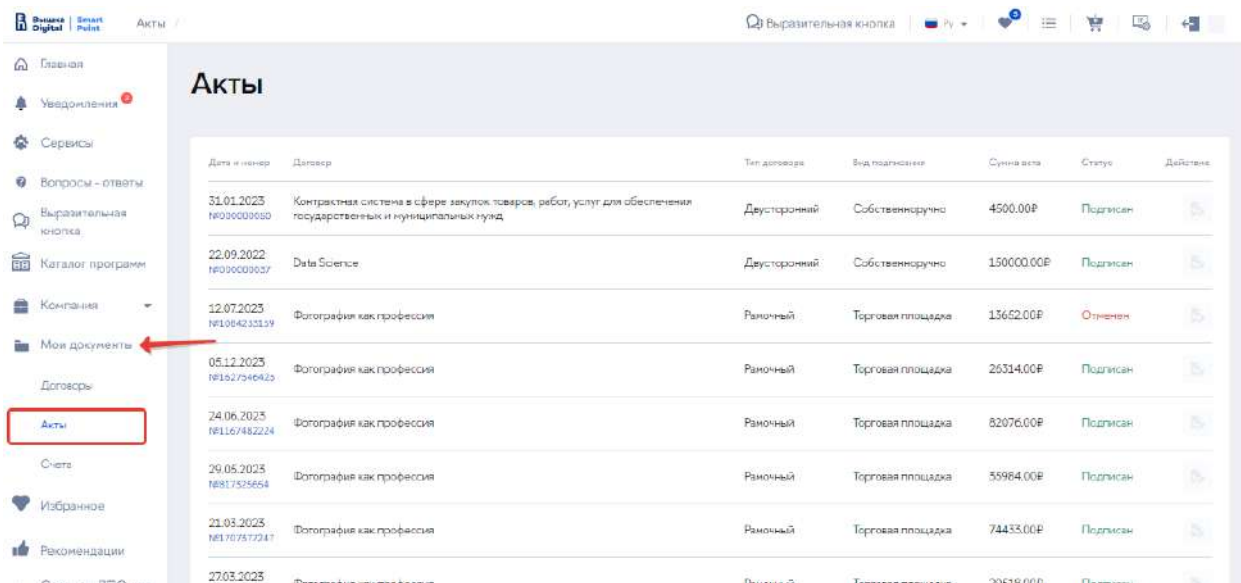 Вышка Digital | Smart Point
Акты /
Выразительная кнопка
Ру
Главная
Уведомления
Сервисы
Вопросы - ответы
Выразительная
кнопка
Каталог программ
Компания
Мои документы
Договоры
Акты
Счета
Избранное
Рекомендации
Акты
Дата и номер Договор Тип договора Вид подписания Сумма акта Статус Действие
31.01.2023 Контрактная система в сфере закупок товаров, работ, услуг для обеспечения
государственных и муниципальных нужд
Двусторонний Собственноручно 4500.00₽ Подписан
22.09.2022 Data Science Двусторонний Собственноручно 150000.00₽ Подписан
№000000037
12.07.2023 Фотография как профессия Рамочный Торговая площадка 13652.00₽ Отменен
№1084233159
05.12.2023 Фотография как профессия Рамочный Торговая площадка 26314.00₽ Подписан
№1627546425
24.06.2023 Фотография как профессия Рамочный Торговая площадка 82076.00₽ Подписан
№1167482224
29.05.2023 Фотография как профессия Рамочный Торговая площадка 55984.00₽ Подписан
№817525654
21.03.2023 Фотография как профессия Рамочный Торговая площадка 74433.00₽ Подписан
№1707577247
27.03.2023